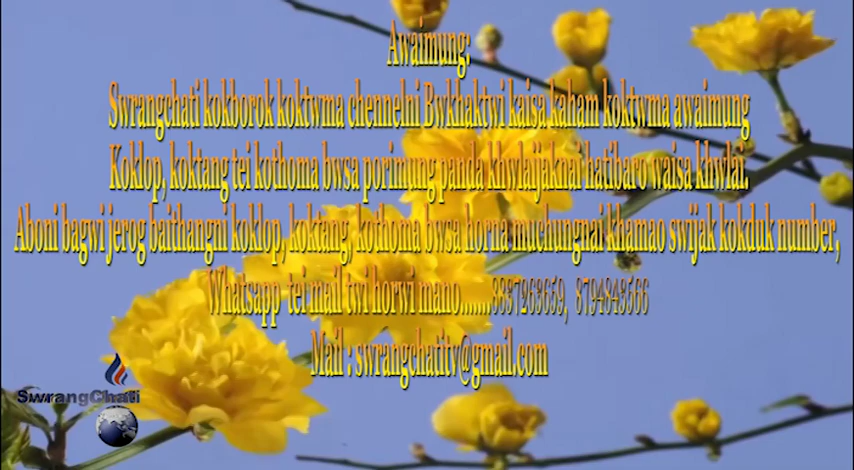 Awaimung:
Swrangchati kokborok koktwma chennelni Bwkhaktwi kaisa kaham koktwma awaimung
Koklop, koktang tei kothoma bwsa porimung panda khwlaijaknai hatibaro waisa khwlai.
Aboni bagwi jerog baithangni koklop, koktang, kothoma bwsa horna muchungnai khamao swijak kokduk number,
Whatsapp tei mail twi horwi mano.......8837263659, 8794843566
Mail : swrangchatitv@gmail.com
SwrangChati